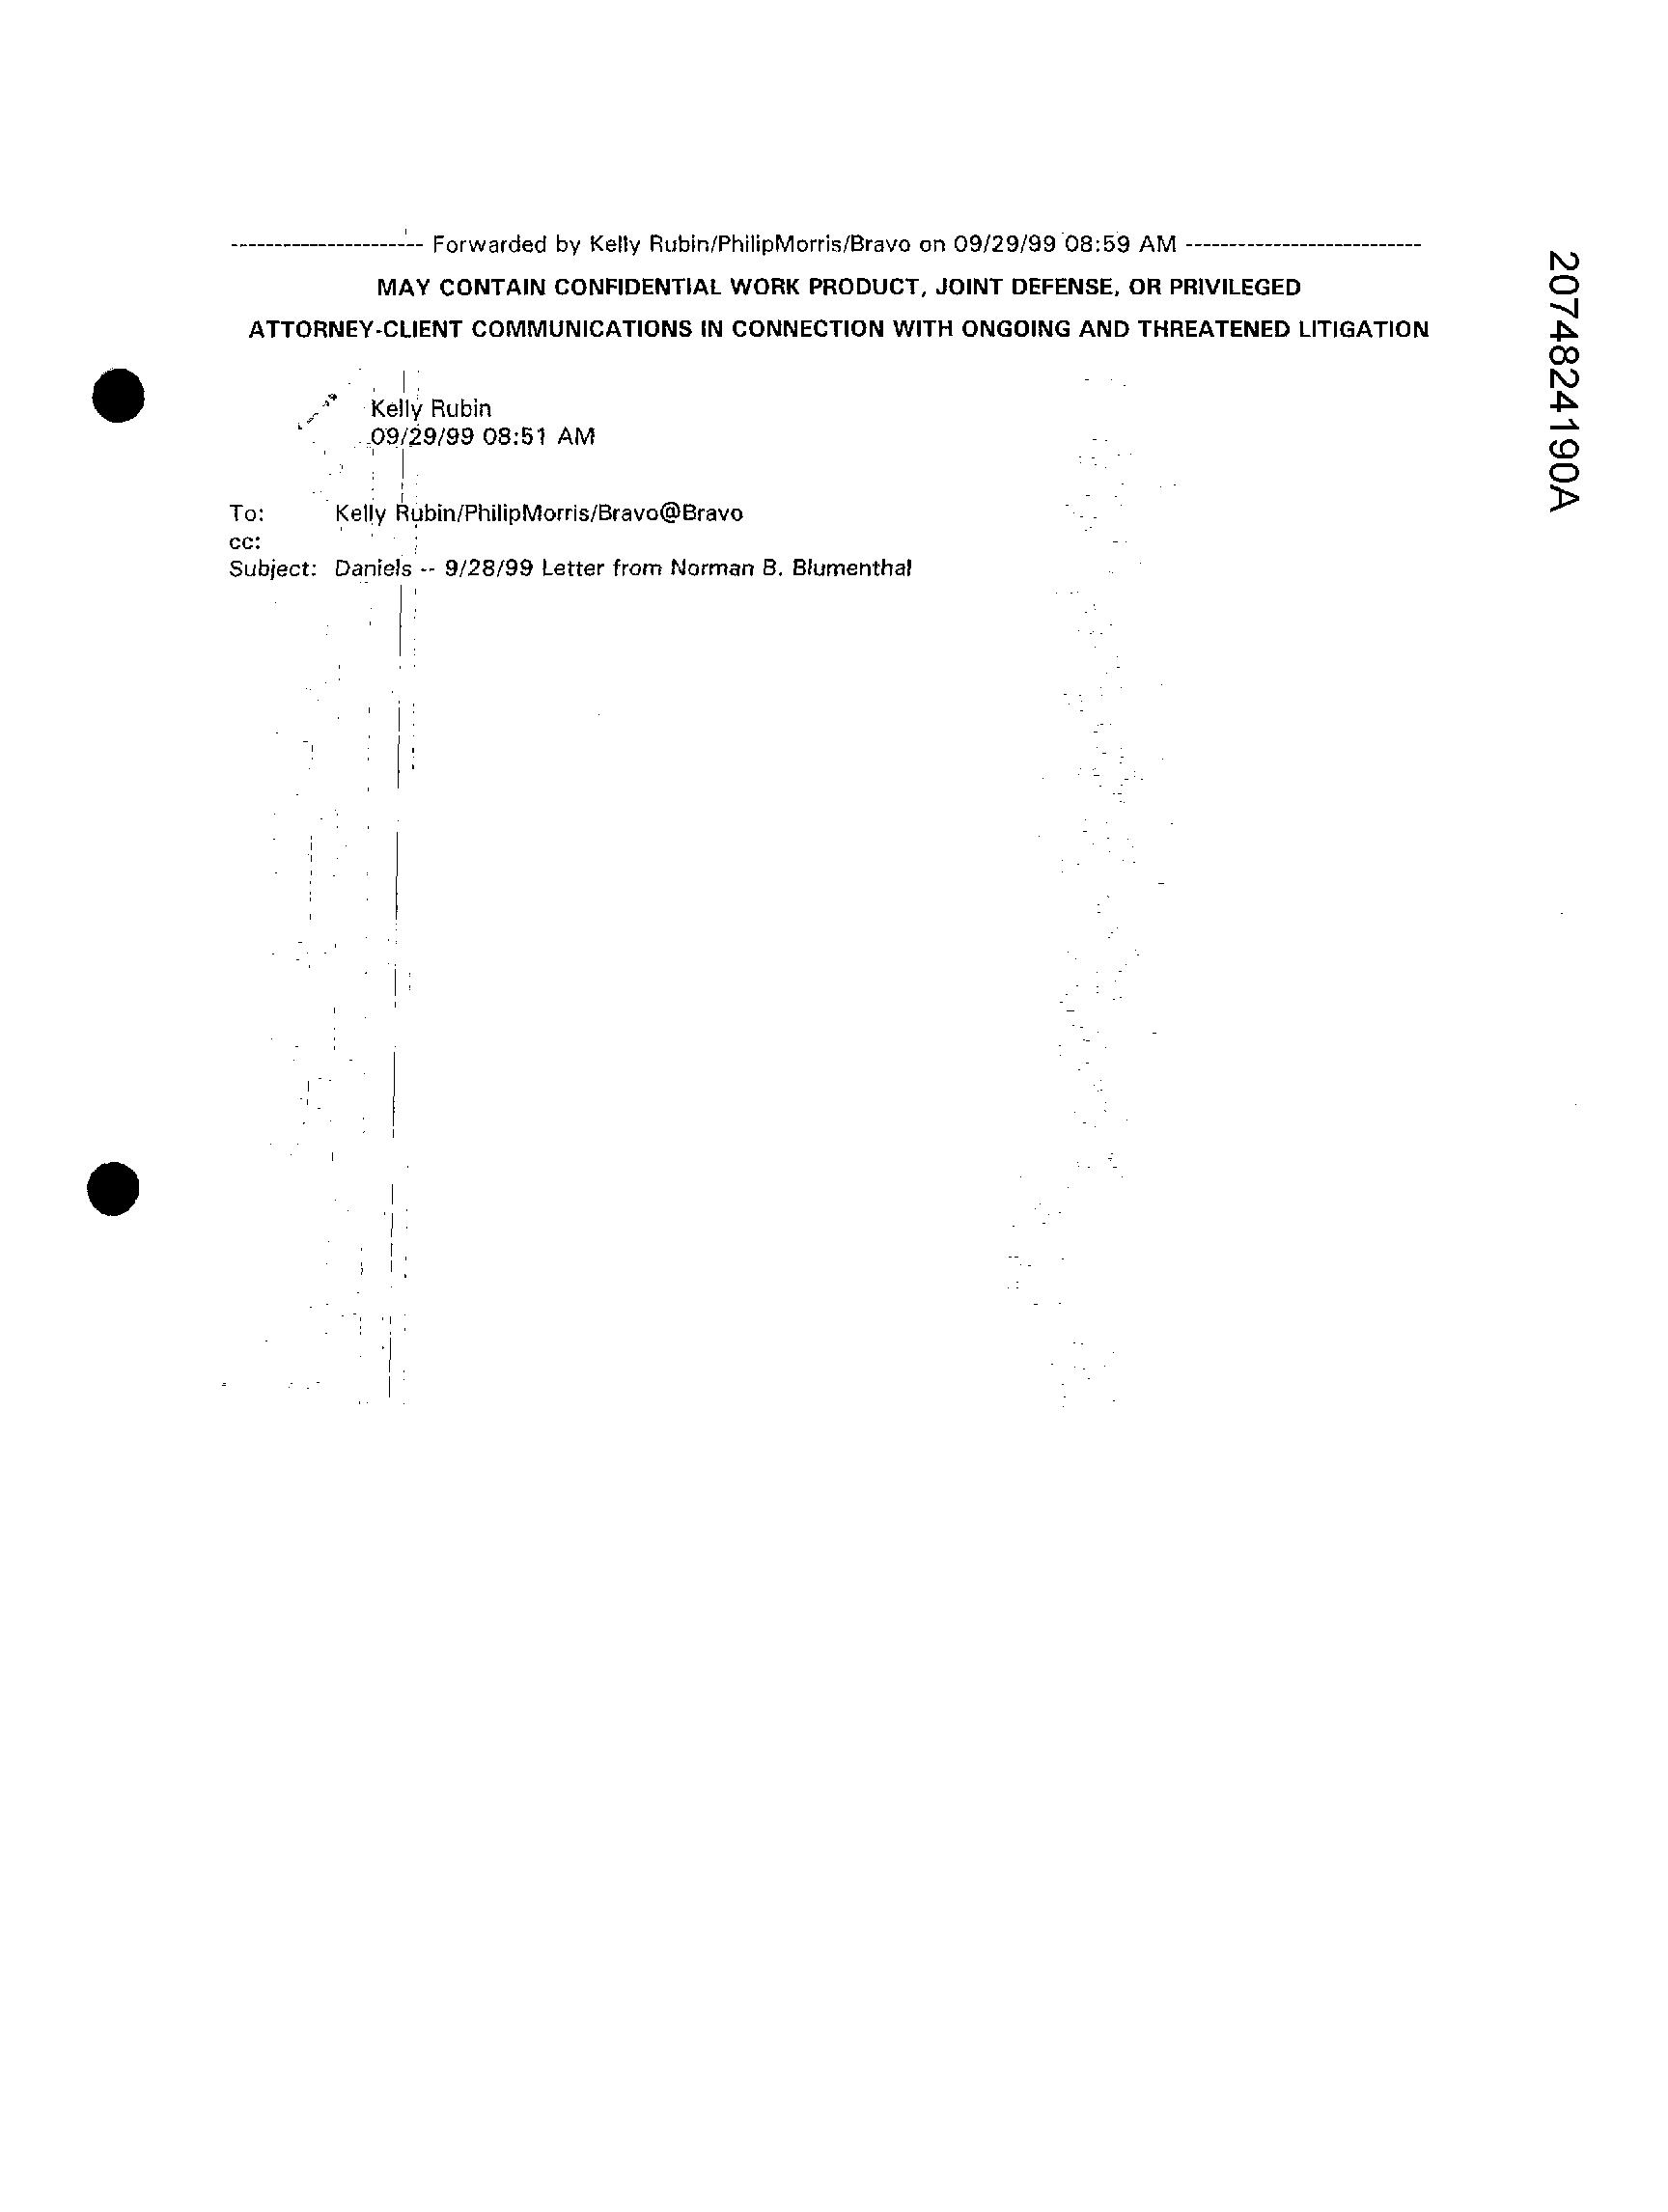 ---------------------- Forwarded by Kelly Rubin/PhilipMorris/Bravo on 09/29/99 08:59 AM ---------------------------
MAY CONTAIN CONFIDENTIAL WORK PRODUCT, JOINT DEFENSE, OR PRIVILEGED
ATTORNEY-CLIENT COMMUNICATIONS IN CONNECTION WITH ONGOING AND THREATENED LITIGATION
Kelly Rubin
09/29/99 08:51 AM
To: Kelly Rubin/PhilipMorris/Bravo@Bravo
cc:
Subject: Daniels -- 9/28/99 Letter from Norman B. Blumenthal
2074824190A